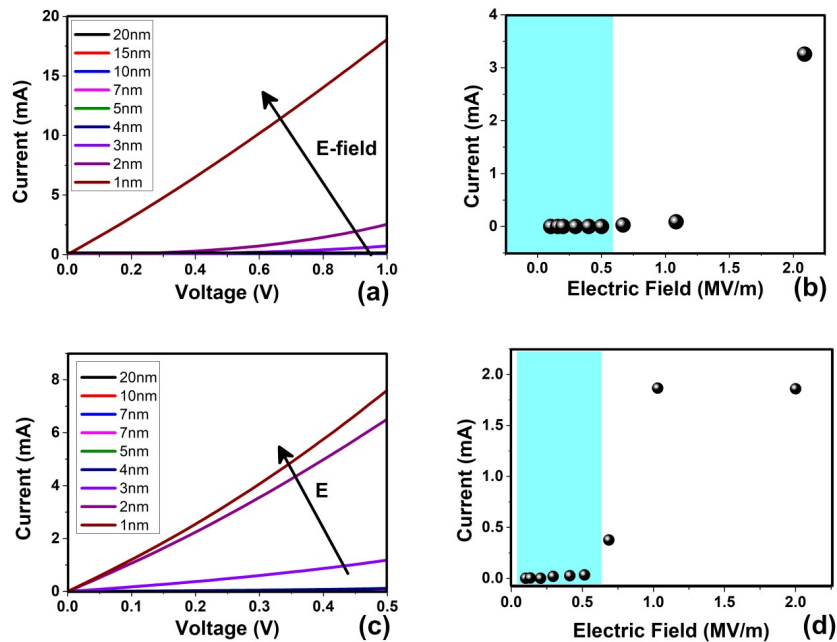 20
15
10
5
0
Current (mA)
20nm
15nm
10nm
7nm
5nm
4nm
3nm
2nm
1nm
E-field
0.0 0.2 0.4 0.6 0.8 1.0
Voltage (V)
(a)
4
3
2
1
0
Current (mA)
0.0 0.5 1.0 1.5 2.0
Electric Field (MV/m)
(b)
8
6
4
2
0
Current (mA)
20nm
10nm
7nm
7nm
5nm
4nm
3nm
2nm
1nm
E
0.0 0.1 0.2 0.3 0.4 0.5
Voltage (V)
(c)
2.0
1.5
1.0
0.5
0.0
Current (mA)
0.0 0.5 1.0 1.5 2.0
Electric Field (MV/m)
(d)